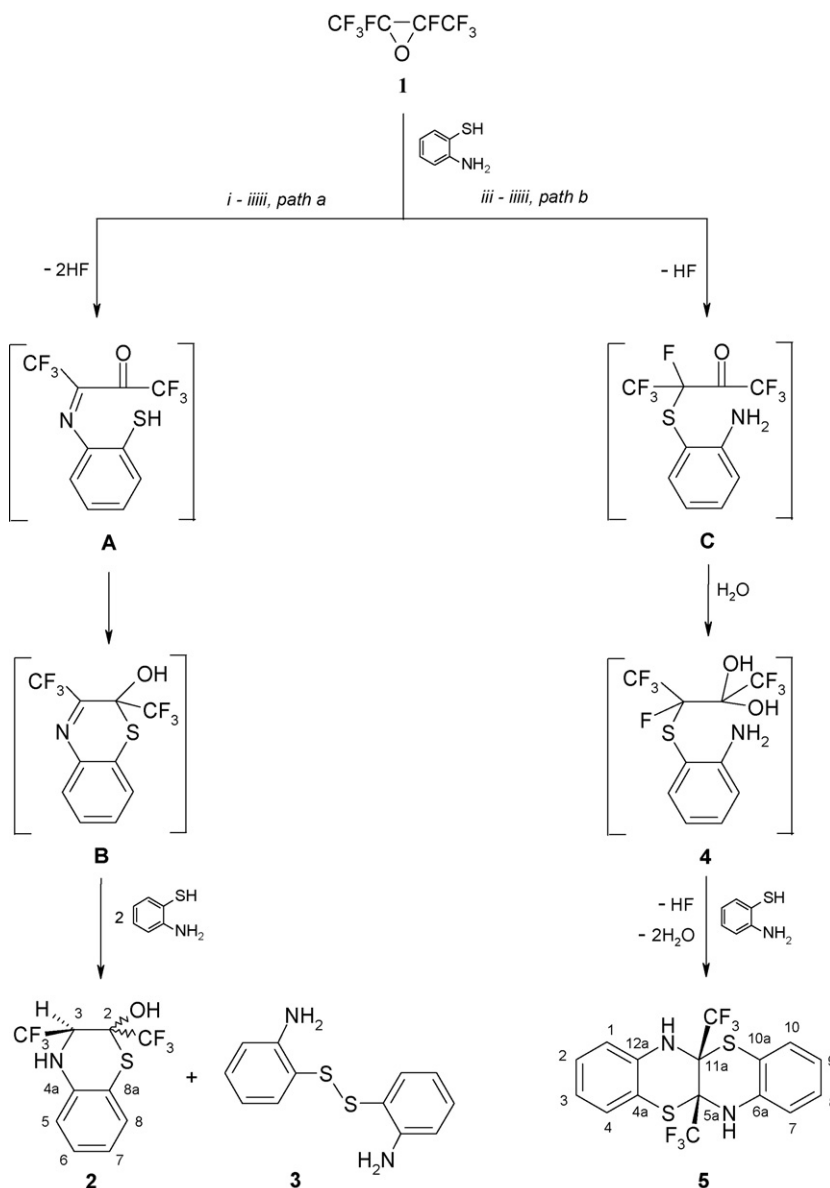 CF₃FC CFCF₃
O
1
SH
NH₂
i - iiiii, path a
iii - iiiii, path b
- 2HF
- HF
O
CF₃
CF₃
N
SH
A
F
O
CF₃
CF₃
S
NH₂
C
H₂O
OH
CF₃
CF₃
N
S
B
OH
CF₃
CF₃
OH
F
S
NH₂
4
2
SH
NH₂
- HF
- 2H₂O
SH
NH₂
H
3
2
OH
CF₃
CF₃
HN
S
4a
8a
5
8
6
7
2
+
NH₂
S
S
H₂N
3
CF₃
1
H
N
10
12a
S
10a
2
11a
9
3
S
4a
5a
N
H
6a
8
4
F₃C
7
5